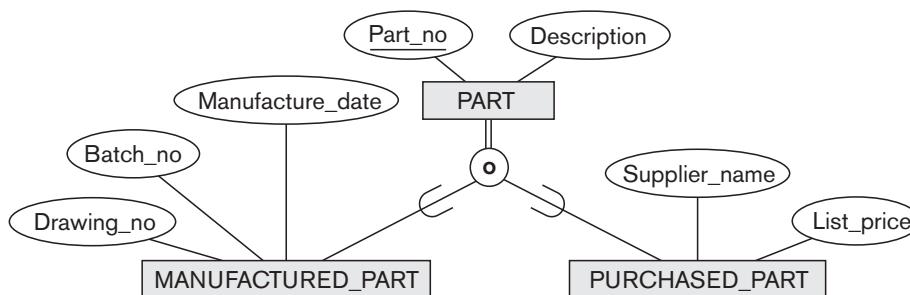 Part_no
Description
PART
Manufacture_date
Batch_no
Drawing_no
o
Supplier_name
List_price
MANUFACTURED_PART
PURCHASED_PART